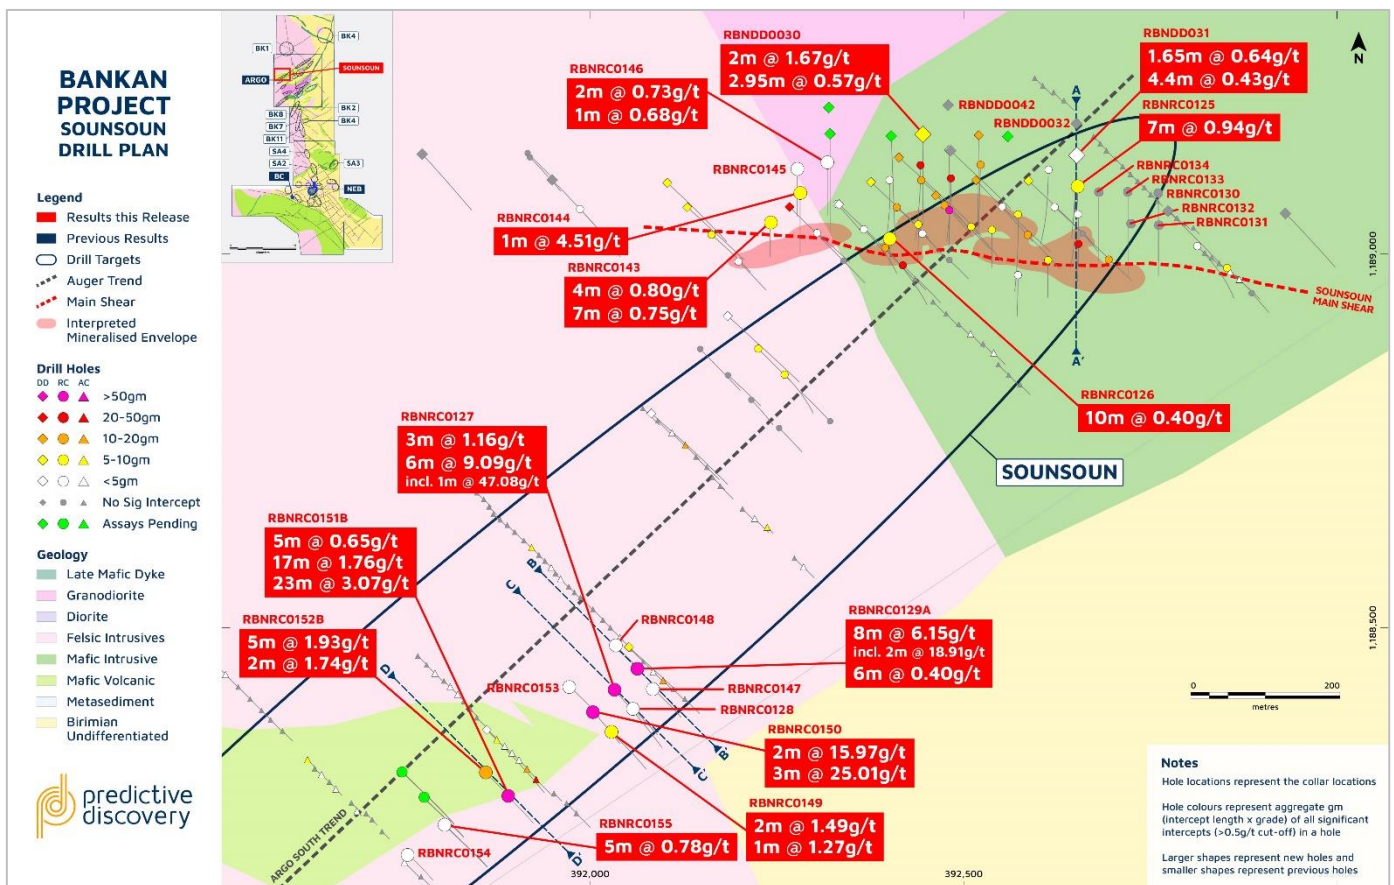 BANKAN
PROJECT
SOUNSOUN
DRILL PLAN
Legend
Results this Release
Previous Results
Drill Targets
Auger Trend
Main Shear
Interpreted
Mineralised Envelope
Drill Holes
DD RC AC
>50gm
20-50gm
10-20gm
5-10gm
<5gm
No Sig Intercept
Assays Pending
Geology
Late Mafic Dyke
Granodiorite
Diorite
Felsic Intrusives
Mafic Intrusive
Mafic Volcanic
Metasediment
Birimian
Undifferentiated
predictive
discovery
BK4
BK1
SOUNSOUN
ARGO
BK2
BK8
BK4
BK7
BK11
SA4
SA2
SA3
BC
NEB
RBNRC0146
2m @ 0.73g/t
1m @ 0.68g/t
RBNDD0030
2m @ 1.67g/t
2.95m @ 0.57g/t
RBNDD031
1.65m @ 0.64g/t
4.4m @ 0.43g/t
RBNRC0125
7m @ 0.94g/t
N
RBNDD0042
RBNDD0032
A
RBNRC0134
RBNRC0133
RBNRC0130
RBNRC0132
RBNRC0131
RBNRC0145
RBNRC0144
1m @ 4.51g/t
RBNRC0143
4m @ 0.80g/t
7m @ 0.75g/t
1,189,000
SOUNSOUN
MAIN SHEAR
A'
RBNRC0126
10m @ 0.40g/t
RBNRC0127
3m @ 1.16g/t
6m @ 9.09g/t
incl. 1m @ 47.08g/t
SOUNSOUN
RBNRC0151B
5m @ 0.65g/t
17m @ 1.76g/t
23m @ 3.07g/t
B
C
RBNRC0152B
5m @ 1.93g/t
2m @ 1.74g/t
D
RBNRC0148
RBNRC0129A
8m @ 6.15g/t
incl. 2m @ 18.91g/t
6m @ 0.40g/t
1,188,500
RBNRC0153
RBNRC0147
RBNRC0128
0 200
metres
B'
C'
RBNRC0150
2m @ 15.97g/t
3m @ 25.01g/t
RBNRC0149
2m @ 1.49g/t
1m @ 1.27g/t
RBNRC0155
5m @ 0.78g/t
RBNRC0154
D'
ARGO SOUTH TREND
392,000
392,500
Notes
Hole locations represent the collar locations
Hole colours represent aggregate gm
(intercept length x grade) of all significant
intercepts (>0.5g/t cut-off) in a hole
Larger shapes represent new holes and
smaller shapes represent previous holes